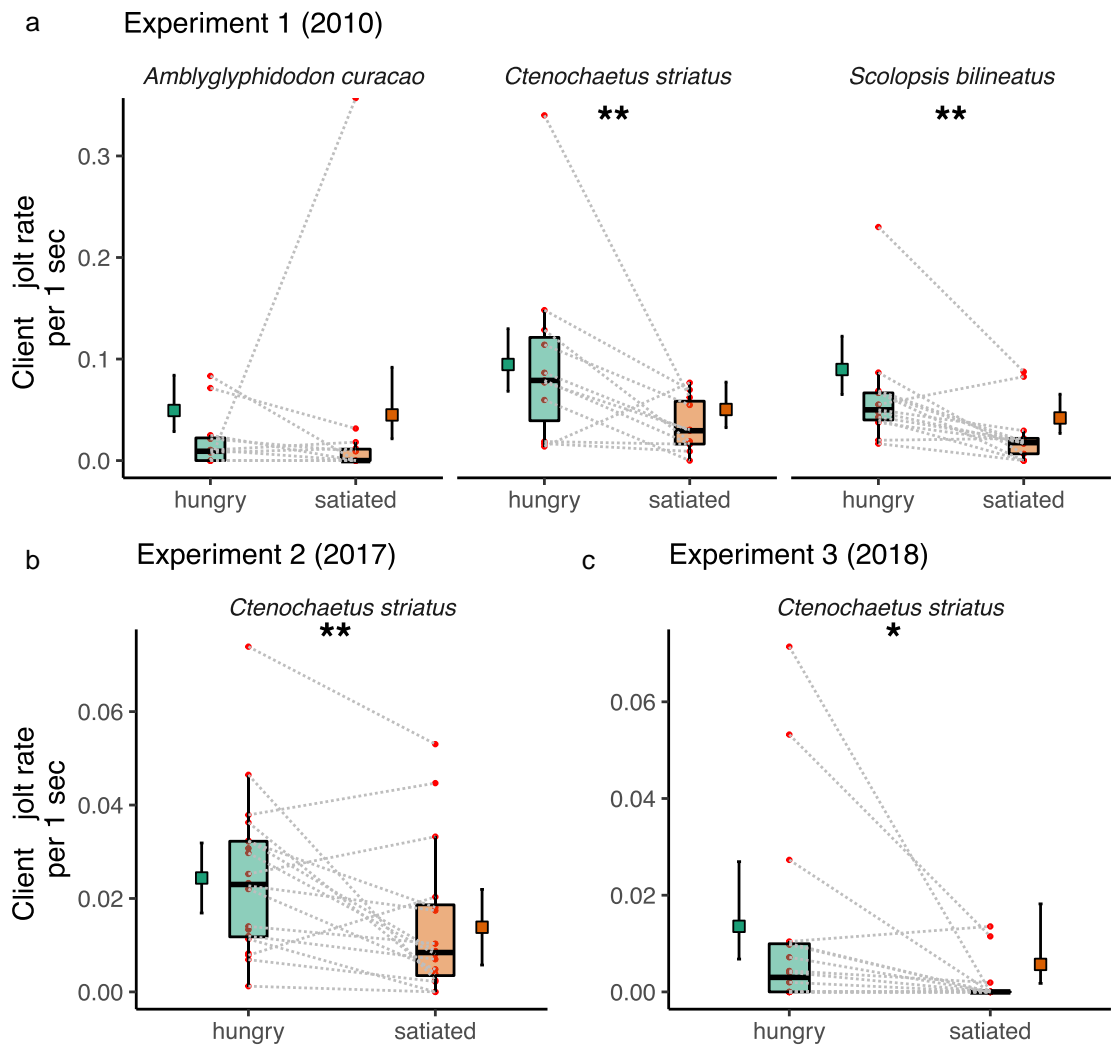 a
Experiment 1 (2010)
Amblyglyphidodon curacao
Ctenochaetus striatus
Scolopsis bilineatus
**
**
Client jolt rate
per 1 sec
0.3
0.2
0.1
0.0
hungry
satiated
hungry
satiated
hungry
satiated
b
Experiment 2 (2017)
Ctenochaetus striatus
**
Client jolt rate
per 1 sec
0.06
0.04
0.02
0.00
hungry
satiated
c
Experiment 3 (2018)
Ctenochaetus striatus
*
0.06
0.04
0.02
0.00
hungry
satiated